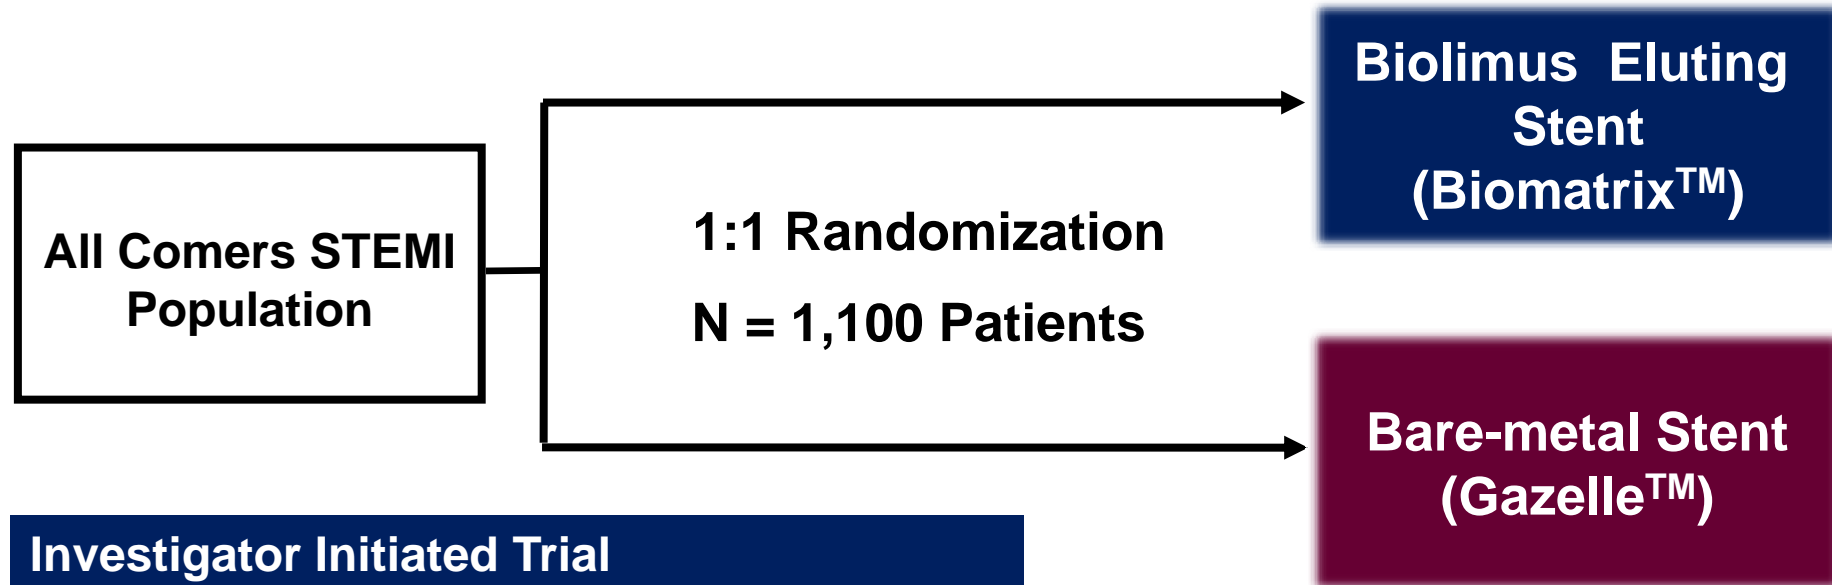 All Comers STEMI
Population
1:1 Randomization
N = 1,100 Patients
Biolimus Eluting
Stent
(Biomatrix™)
Bare-metal Stent
(Gazelle™)
Investigator Initiated Trial